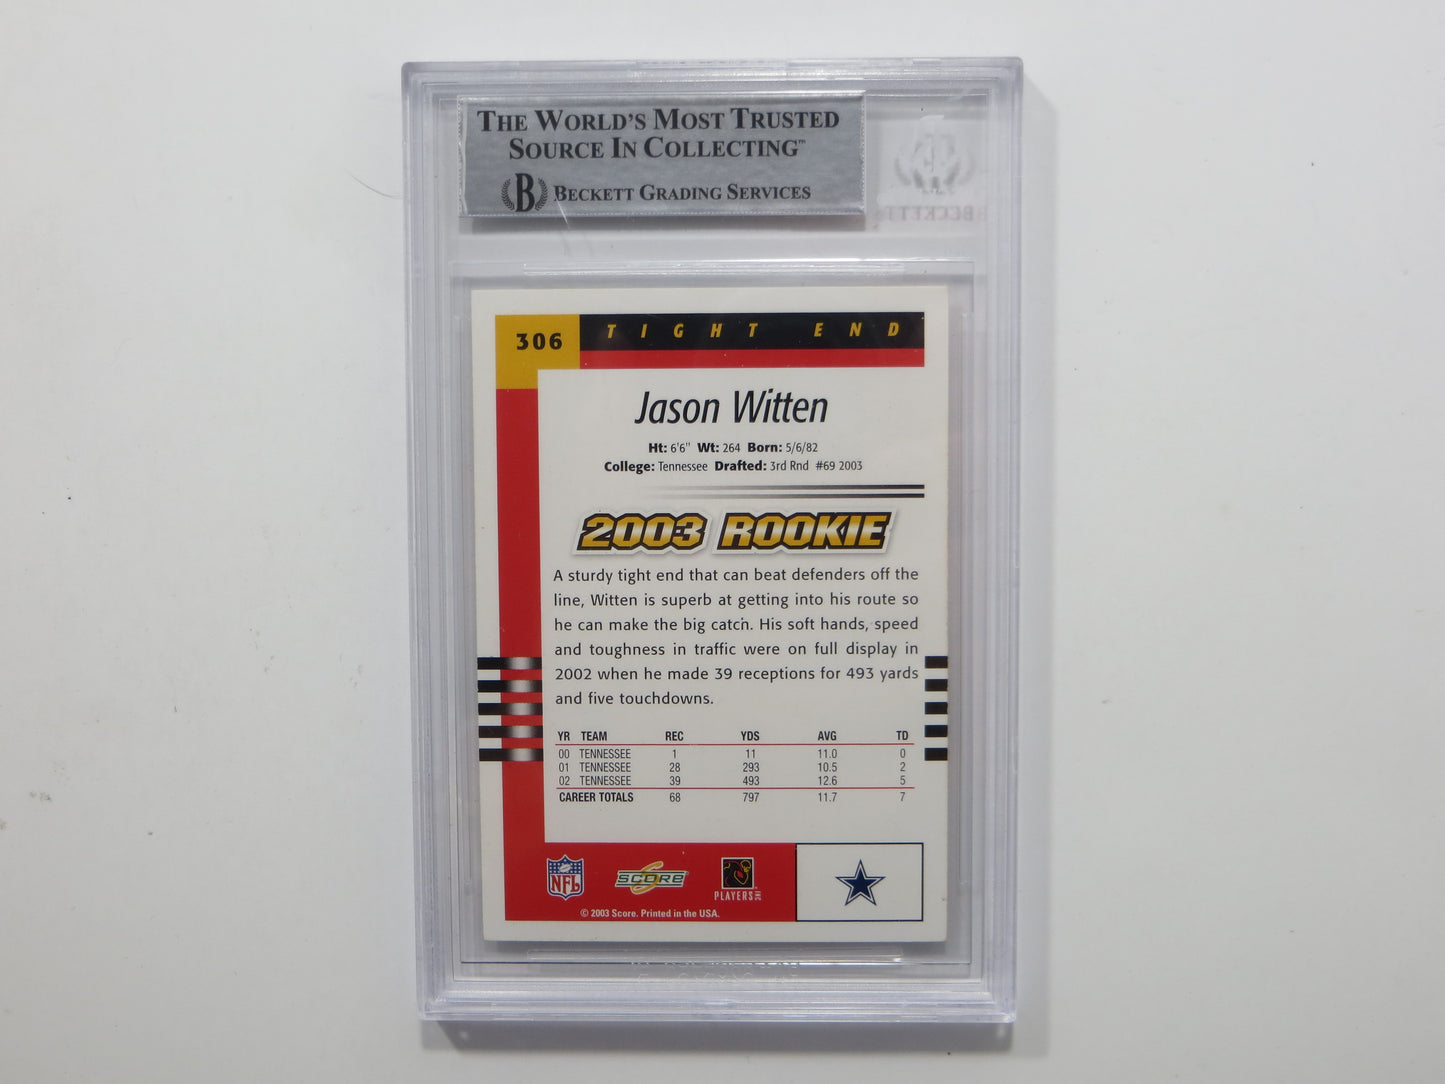 THE WORLD'S MOST TRUSTED
SOURCE IN COLLECTING™
B BECKETT GRADING SERVICES
BECKETT
306
TIGHT END
Jason Witten
Ht: 6'6" Wt: 264 Born: 5/6/82
College: Tennessee Drafted: 3rd Rnd #69 2003
2003 ROOKIE
A sturdy tight end that can beat defenders off the
line, Witten is superb at getting into his route so
he can make the big catch. His soft hands, speed
and toughness in traffic were on full display in
2002 when he made 39 receptions for 493 yards
and five touchdowns.
YR TEAM REC YDS AVG TD
00 TENNESSEE 1 11 11.0 0
01 TENNESSEE 28 293 10.5 2
02 TENNESSEE 39 493 12.6 5
CAREER TOTALS 68 797 11.7 7
NFL
SCORE
PLAYERS INC
© 2003 Score. Printed in the USA.